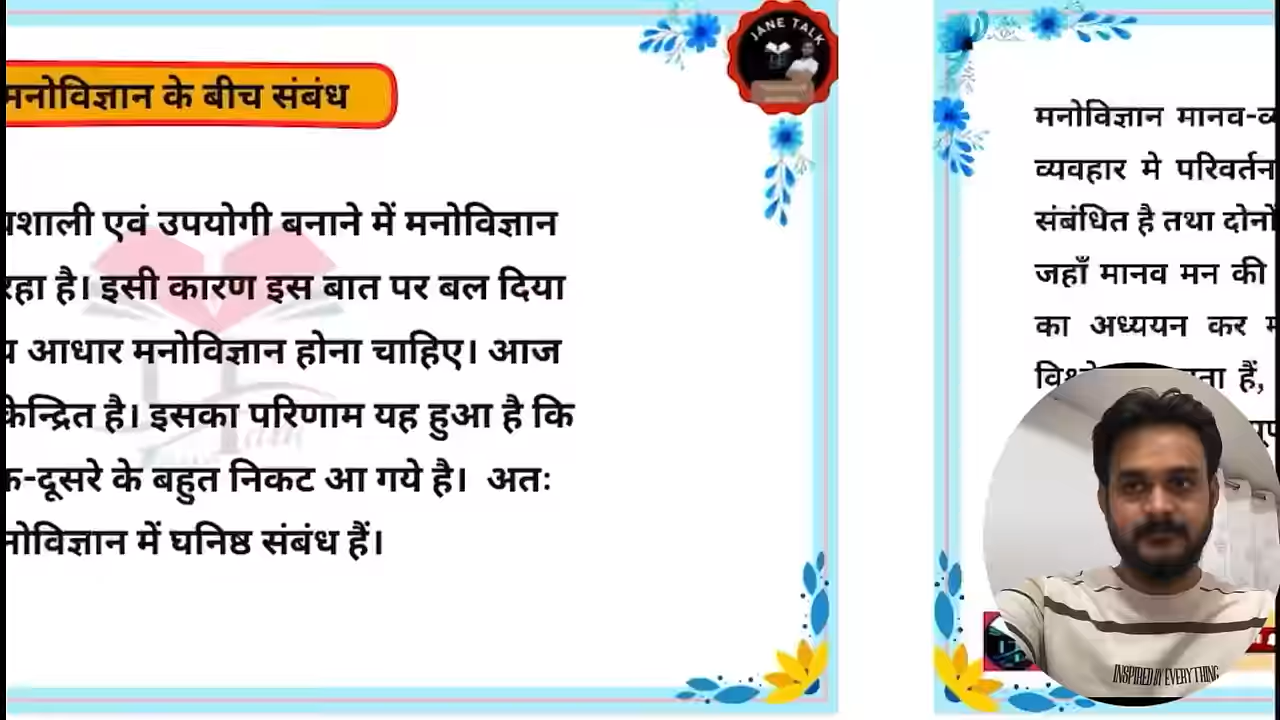 मनोविज्ञान के बीच संबंध
JANE TALK
एवं उपयोगी बनाने में मनोविज्ञान
रहा है। इसी कारण इस बात पर बल दिया
आधार मनोविज्ञान होना चाहिए। आज
केन्द्रित है। इसका परिणाम यह हुआ है कि
दूसरे के बहुत निकट आ गये है। अतः
में घनिष्ठ संबंध हैं।
मनोविज्ञान मानव-
व्यवहार मे परिवर्तन
संबंधित है तथा दोनों
जहाँ मानव मन की
का अध्ययन कर
हैं,
INSPIRED IN EVERYTHING